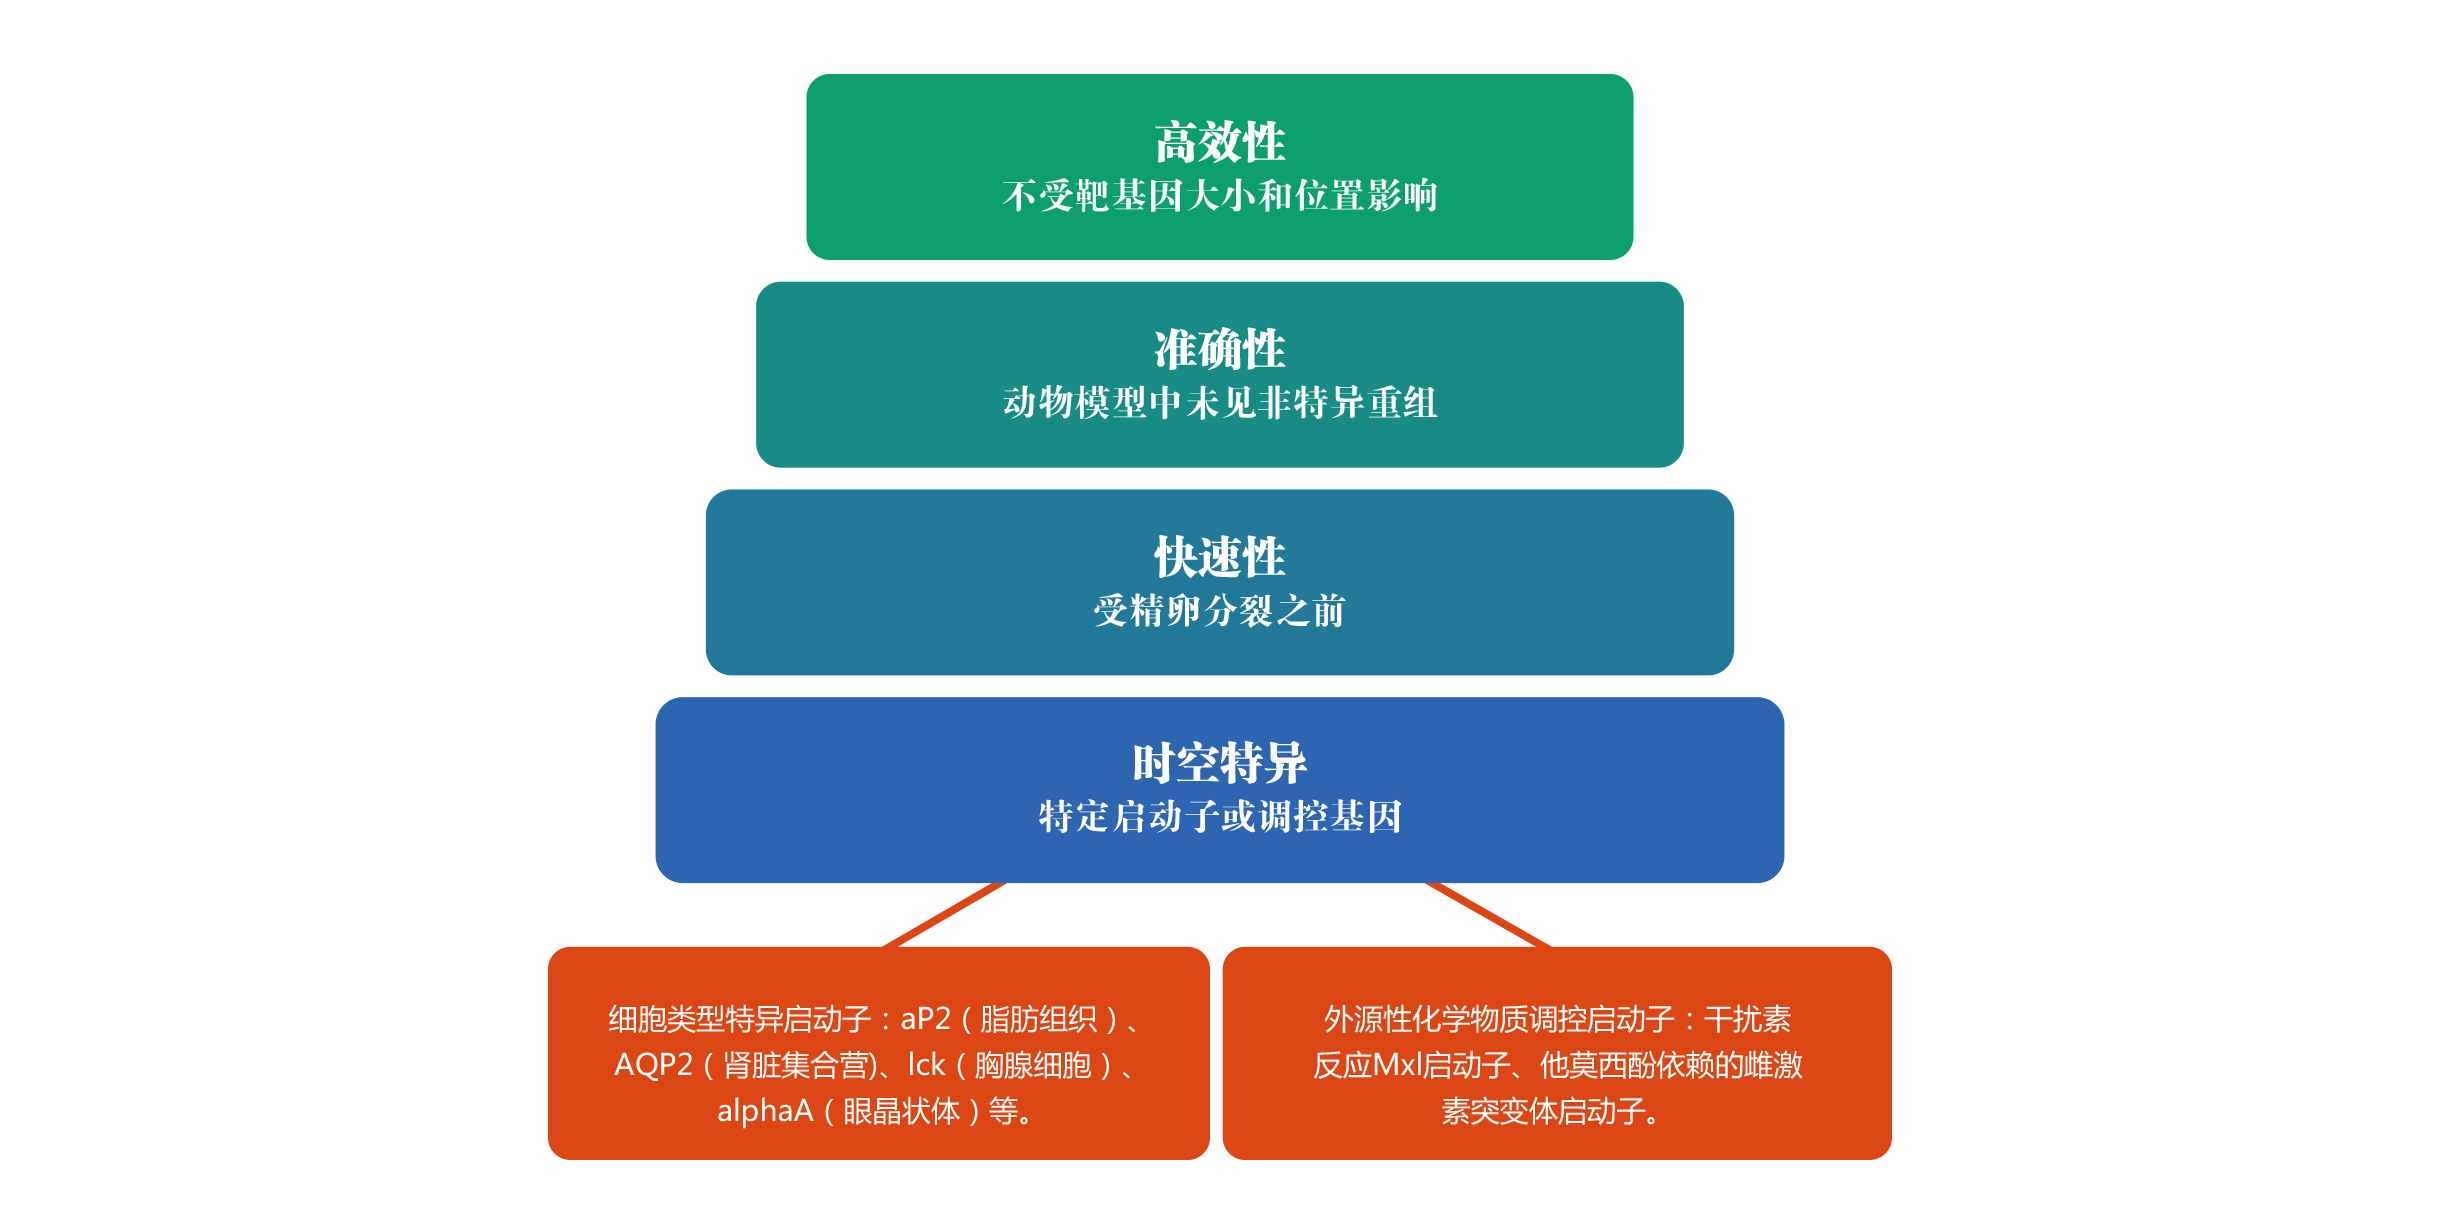 高效性
不受靶基因大小和位置影响
准确性
动物模型中未见非特异重组
快速性
受精卵分裂之前
时空特异
特定启动子或调控基因
细胞类型特异启动子：aP2（脂肪组织）、
AQP2（肾脏集合营)、lck（胸腺细胞）、
alphaA（眼晶状体）等。
外源性化学物质调控启动子：干扰素
反应Mxl启动子、他莫西酚依赖的雌激
素突变体启动子。